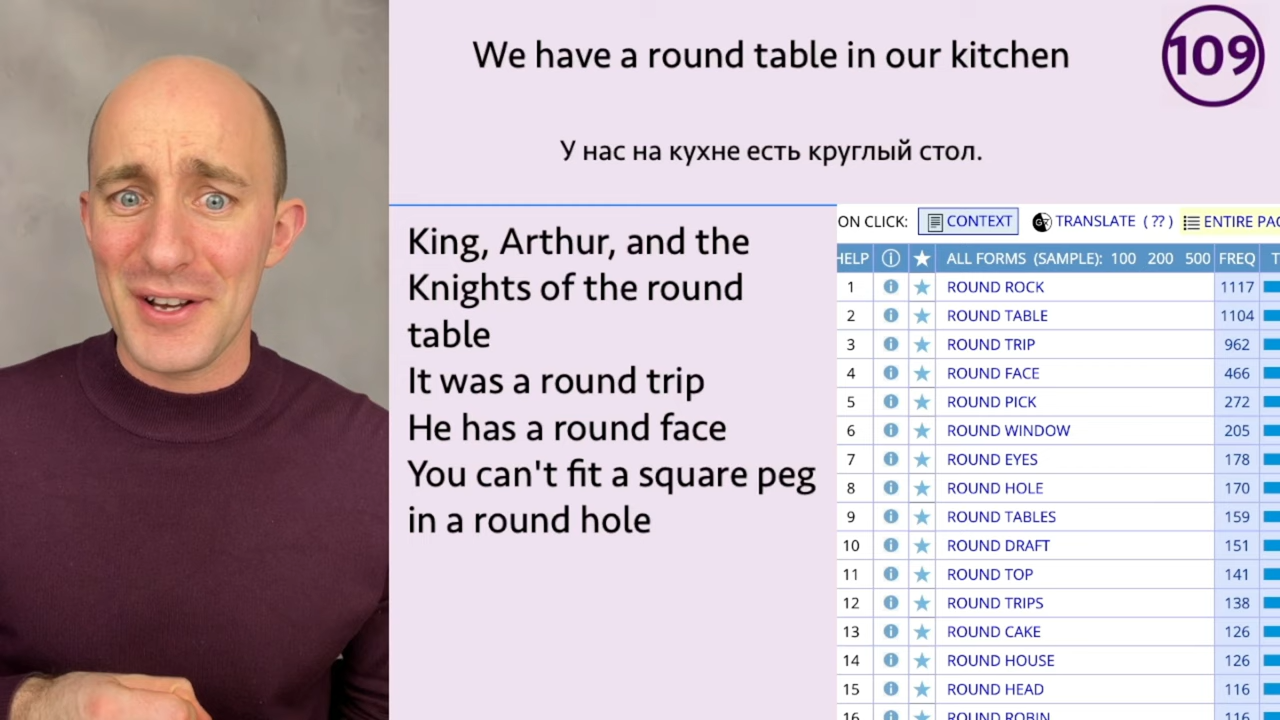 We have a round table in our kitchen
109
У нас на кухне есть круглый стол.
King, Arthur, and the
Knights of the round
table
It was a round trip
He has a round face
You can't fit a square peg
in a round hole
ON CLICK: CONTEXT TRANSLATE (??) ENTIRE PAG
HELP ALL FORMS (SAMPLE): 100 200 500 FREQ T
1 ROUND ROCK 1117
2 ROUND TABLE 1104
3 ROUND TRIP 962
4 ROUND FACE 466
5 ROUND PICK 272
6 ROUND WINDOW 205
7 ROUND EYES 178
8 ROUND HOLE 170
9 ROUND TABLES 159
10 ROUND DRAFT 151
11 ROUND TOP 141
12 ROUND TRIPS 138
13 ROUND CAKE 126
14 ROUND HOUSE 126
15 ROUND HEAD 116
16 ROUND ROBIN 116